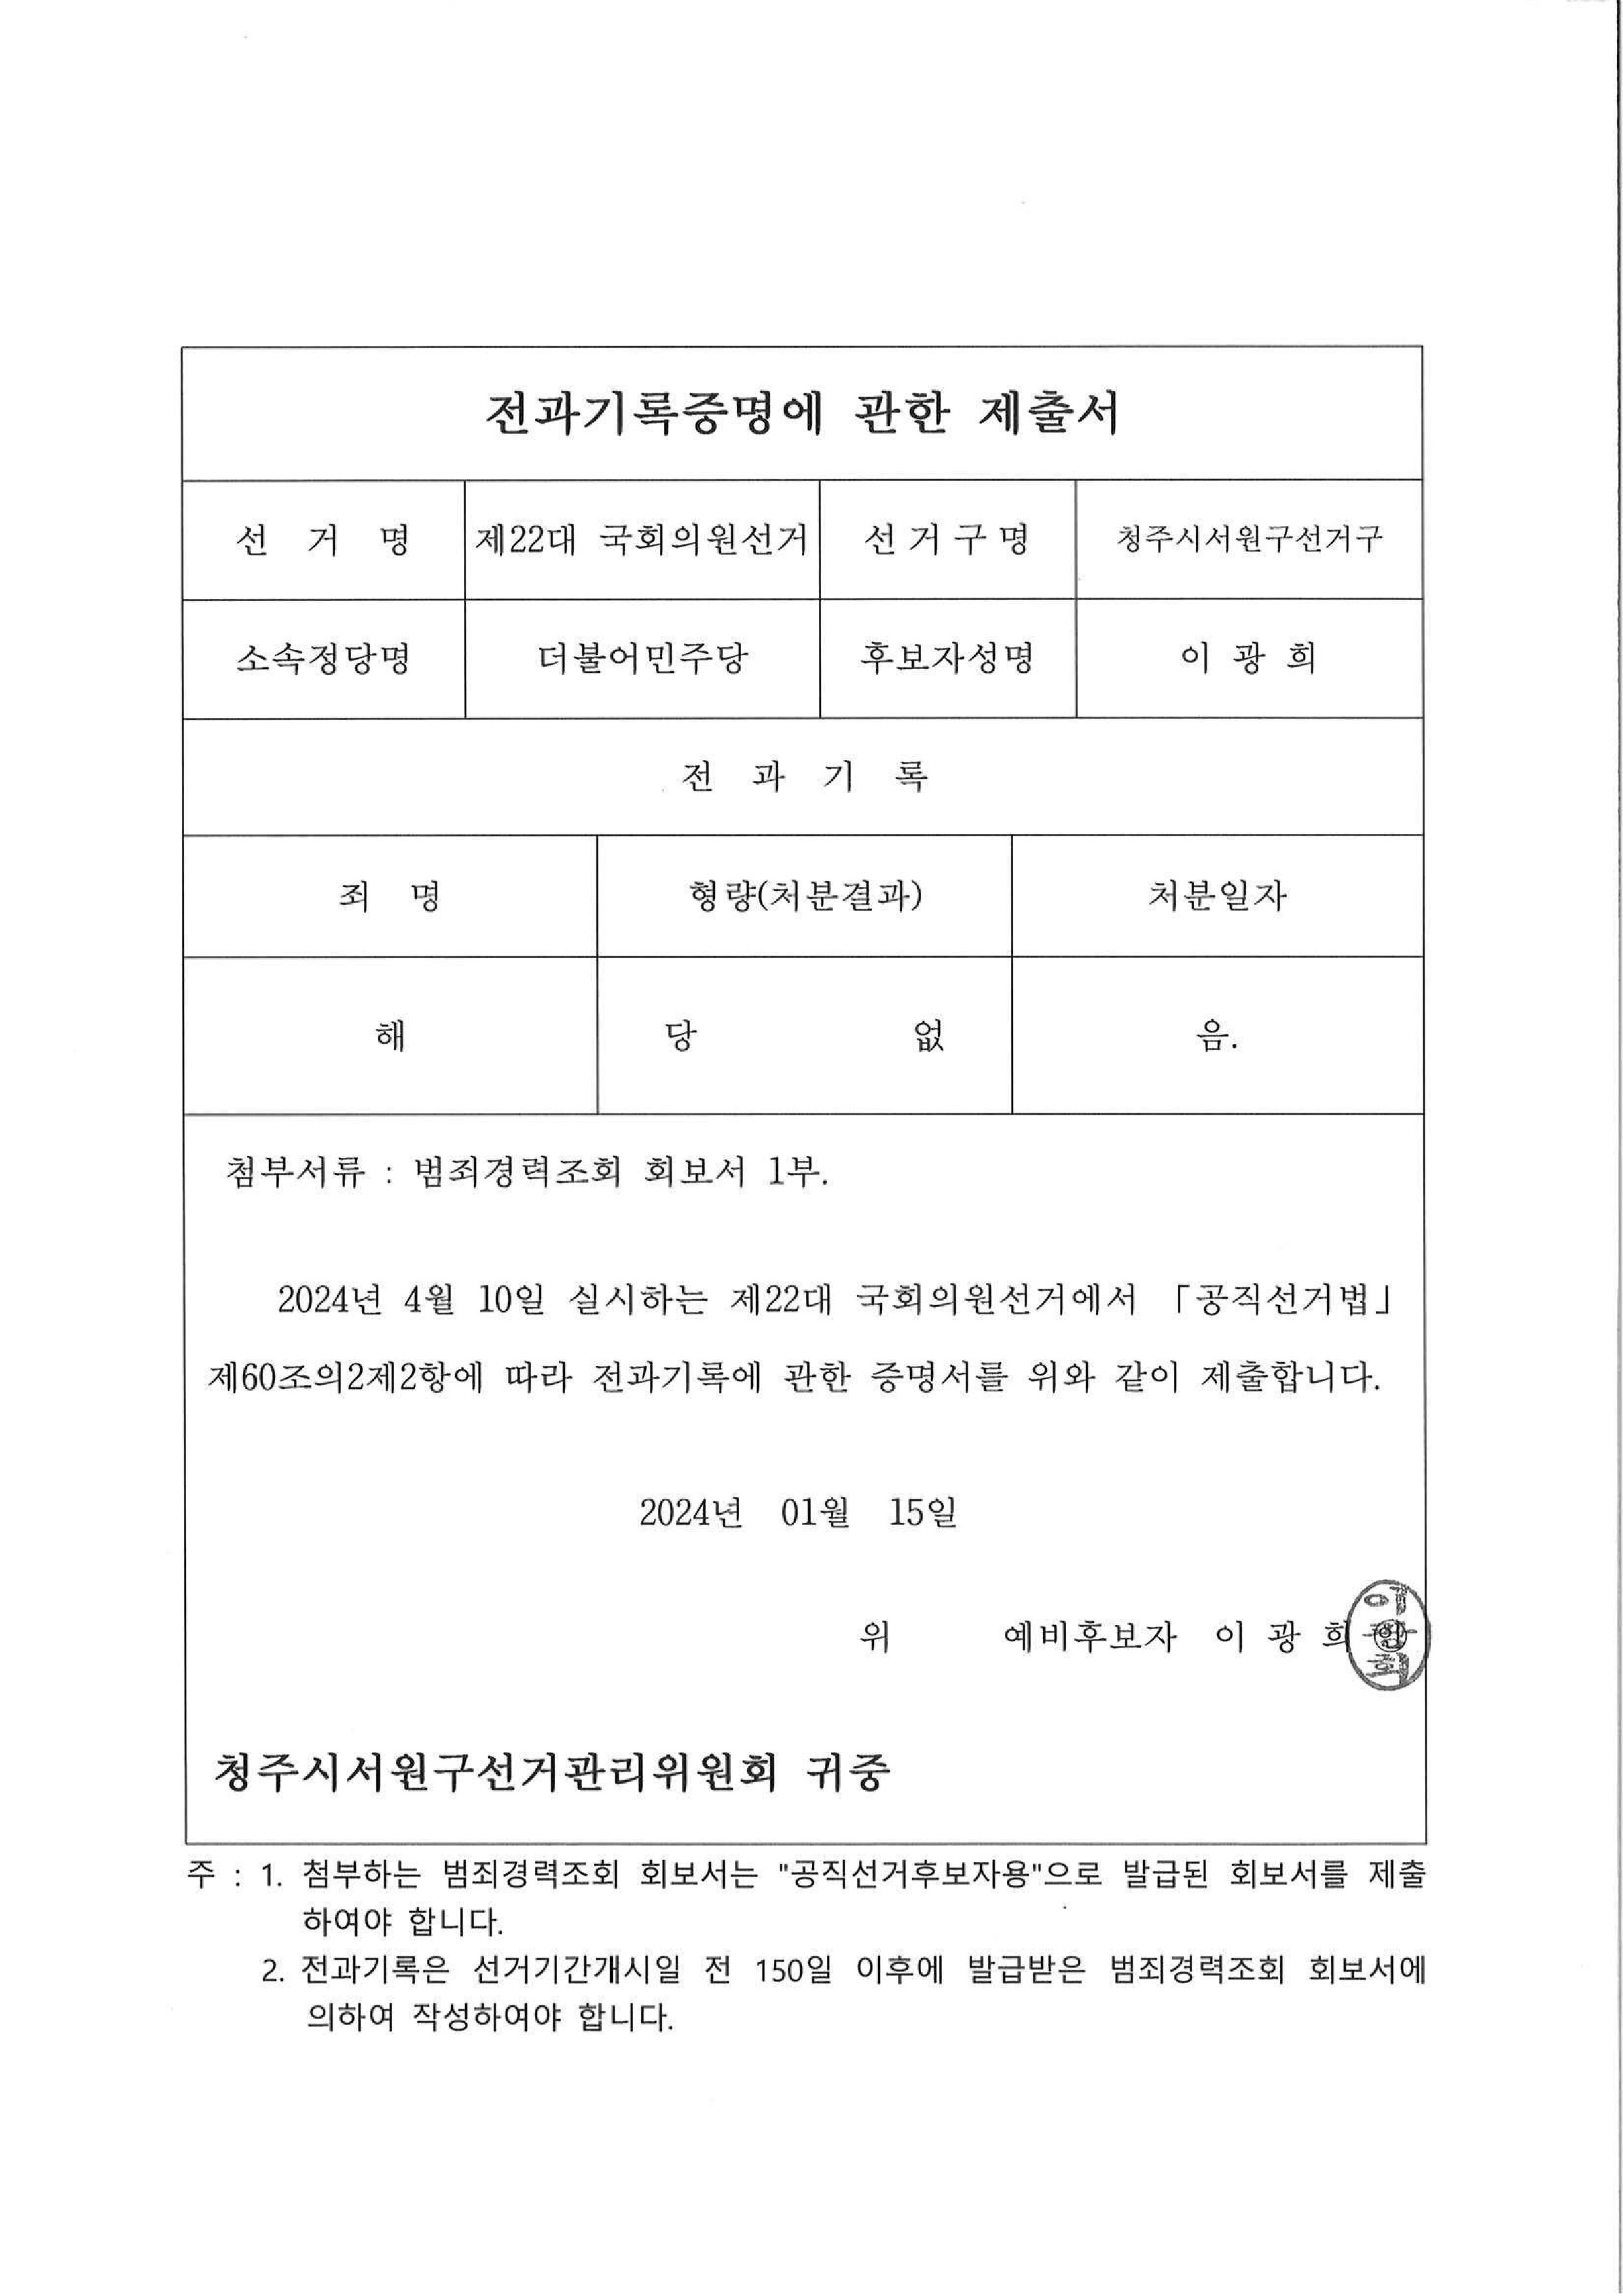 전과기록증명에 관한 제출서
선 거 명 제22대 국회의원선거 선 거 구 명 청주시서원구선거구
소속정당명 더불어민주당 후보자성명 이 광 희
전 과 기 록
죄 명 형량(처분결과) 처분일자
해 당 없 음.
첨부서류 : 범죄경력조회 회보서 1부.
2024년 4월 10일 실시하는 제22대 국회의원선거에서 「공직선거법」
제60조의2제2항에 따라 전과기록에 관한 증명서를 위와 같이 제출합니다.
2024년 01월 15일
위 예비후보자 이 광 희
청주시서원구선거관리위원회 귀중
주 : 1. 첨부하는 범죄경력조회 회보서는 "공직선거후보자용"으로 발급된 회보서를 제출
하여야 합니다.
2. 전과기록은 선거기간개시일 전 150일 이후에 발급받은 범죄경력조회 회보서에
의하여 작성하여야 합니다.